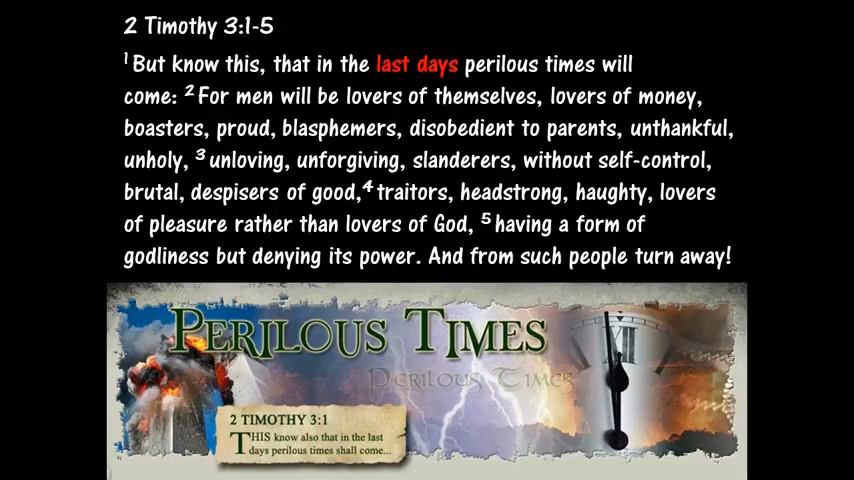 2 Timothy 3:1-5
1 But know this, that in the last days perilous times will
come: 2 For men will be lovers of themselves, lovers of money,
boasters, proud, blasphemers, disobedient to parents, unthankful,
unholy, 3 unloving, unforgiving, slanderers, without self-control,
brutal, despisers of good,4 traitors, headstrong, haughty, lovers
of pleasure rather than lovers of God, 5 having a form of
godliness but denying its power. And from such people turn away!
PERILOUS TIMES
PERILOUS TIMES
2 TIMOTHY 3:1
THIS know also that in the last
days perilous times shall come...